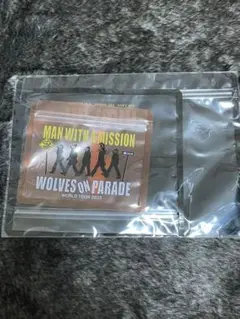 MAN WITH A MISSION
WOLVES ON PARADE
WORLD TOUR 2023